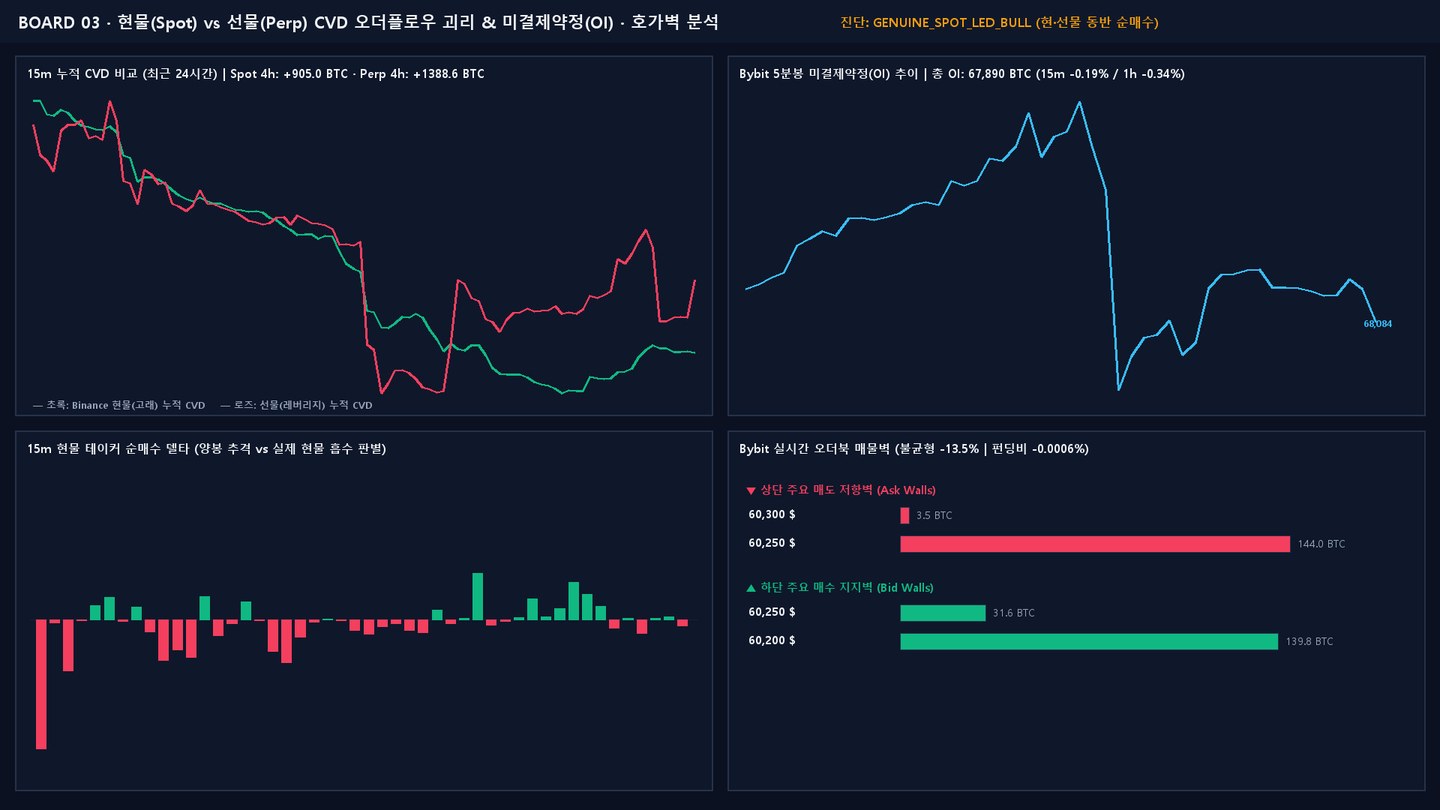 BOARD 03 · 현물(Spot) vs 선물(Perp) CVD 오더플로우 괴리 & 미결제약정(OI) · 호가벽 분석
진단: GENUINE_SPOT_LED_BULL (현·선물 동반 순매수)
15m 누적 CVD 비교 (최근 24시간) | Spot 4h: +905.0 BTC · Perp 4h: +1388.6 BTC
— 초록: Binance 현물(고래) 누적 CVD
— 로즈: 선물(레버리지) 누적 CVD
Bybit 5분봉 미결제약정(OI) 추이 | 총 OI: 67,890 BTC (15m -0.19% / 1h -0.34%)
68,084
15m 현물 테이커 순매수 델타 (양봉 추격 vs 실제 현물 흡수 판별)
Bybit 실시간 오더북 매물벽 (불균형 -13.5% | 펀딩비 -0.0006%)
▼ 상단 주요 매도 저항벽 (Ask Walls)
60,300 $ 3.5 BTC
60,250 $ 144.0 BTC
▲ 하단 주요 매수 지지벽 (Bid Walls)
60,250 $ 31.6 BTC
60,200 $ 139.8 BTC